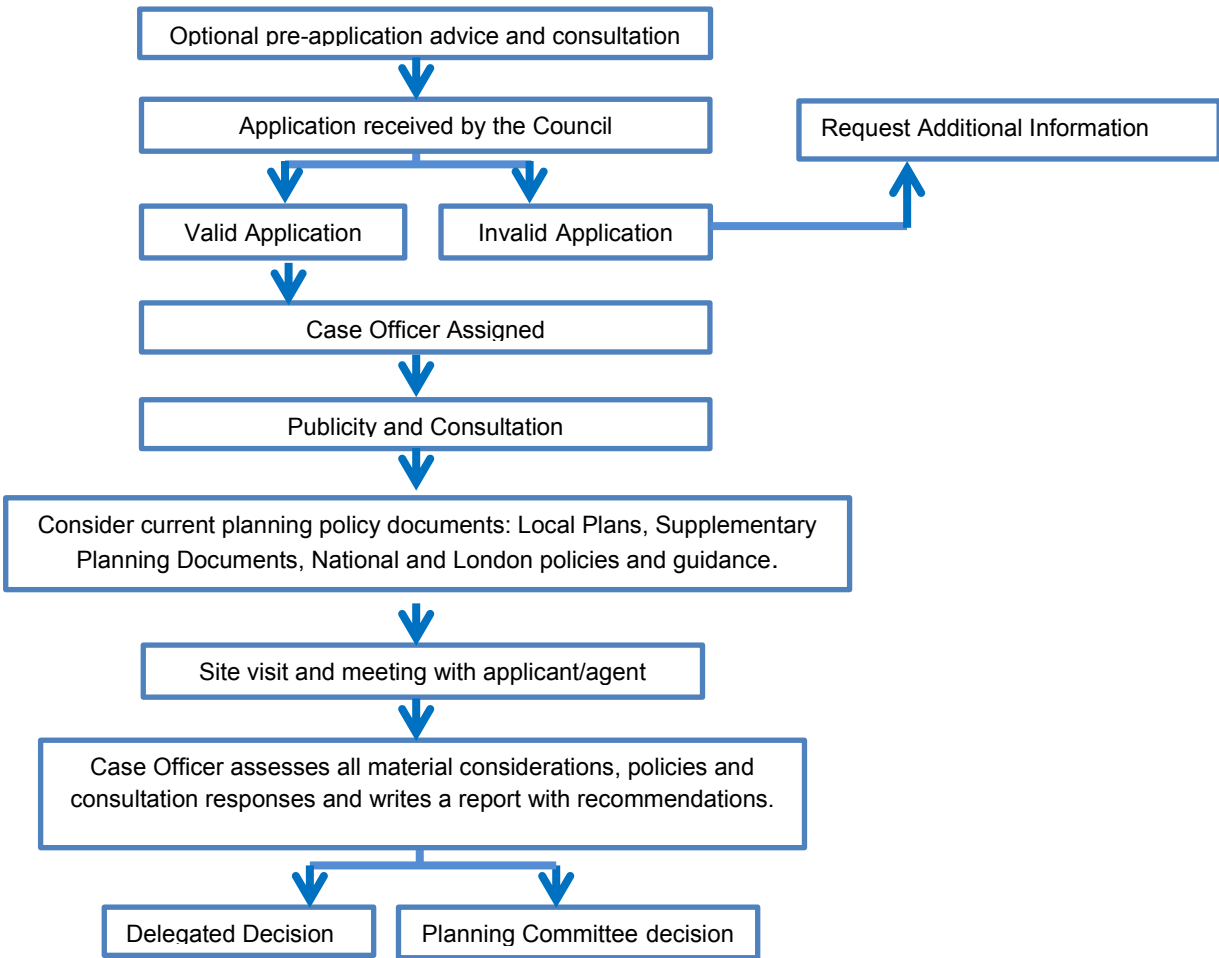 Optional pre-application advice and consultation
Application received by the Council
Request Additional Information
Valid Application
Invalid Application
Case Officer Assigned
Publicity and Consultation
Consider current planning policy documents: Local Plans, Supplementary
Planning Documents, National and London policies and guidance.
Site visit and meeting with applicant/agent
Case Officer assesses all material considerations, policies and
consultation responses and writes a report with recommendations.
Delegated Decision
Planning Committee decision